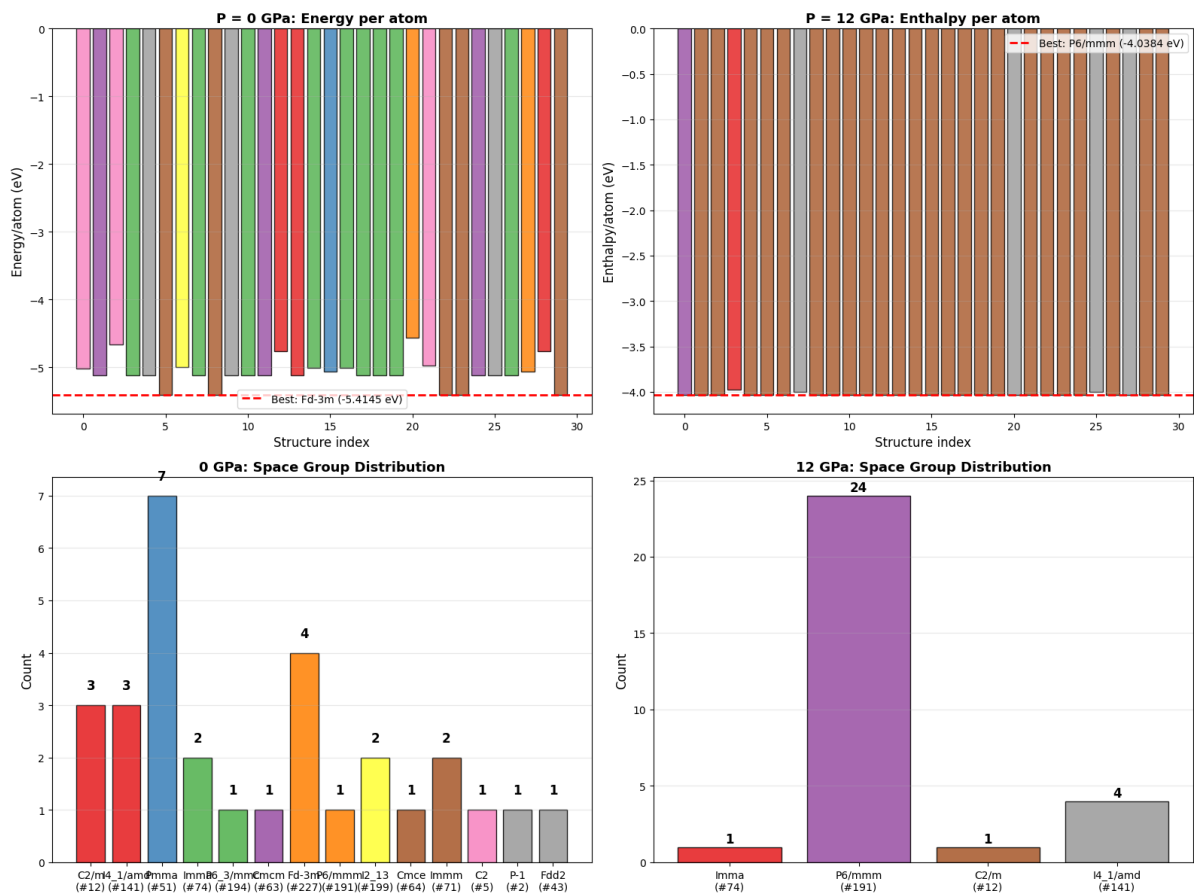 P = 0 GPa: Energy per atom
Energy/atom (eV)
0
−1
−2
−3
−4
−5
Best: Fd-3m (-5.4145 eV)
0 5 10 15 20 25 30
Structure index
P = 12 GPa: Enthalpy per atom
Enthalpy/atom (eV)
0.0
−0.5
−1.0
−1.5
−2.0
−2.5
−3.0
−3.5
−4.0
Best: P6/mmm (-4.0384 eV)
0 5 10 15 20 25 30
Structure index
0 GPa: Space Group Distribution
Count
7
6
5
4
3
2
1
0
3 3 7 2 1 1 4 1 2 1 2 1 1 1
C2/m I4_1/amd Pmma Imma P6_3/mmc Cmcm Fd-3m P6/mmm I2_13 Cmce Immm C2 P-1 Fdd2
(#12) (#141) (#51) (#74) (#194) (#63) (#227) (#191) (#199) (#64) (#71) (#5) (#2) (#43)
12 GPa: Space Group Distribution
Count
25
20
15
10
5
0
1 24 1 4
Imma P6/mmm C2/m I4_1/amd
(#74) (#191) (#12) (#141)